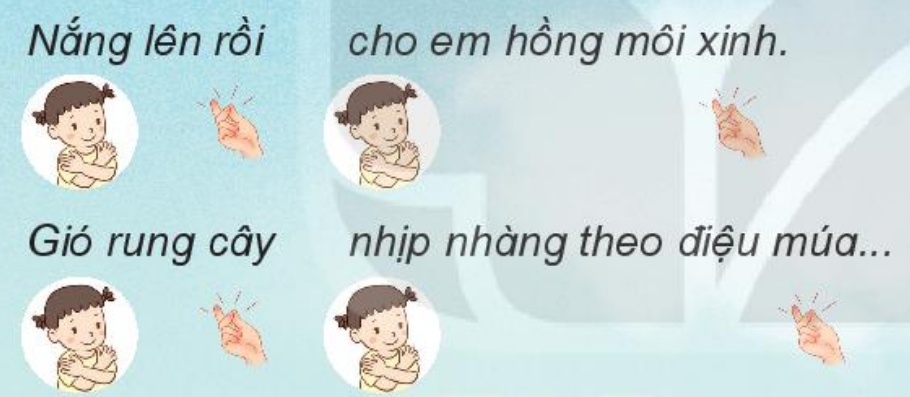 Nắng lên rồi cho em hồng môi xinh.
Gió rung cây nhịp nhàng theo điệu múa...